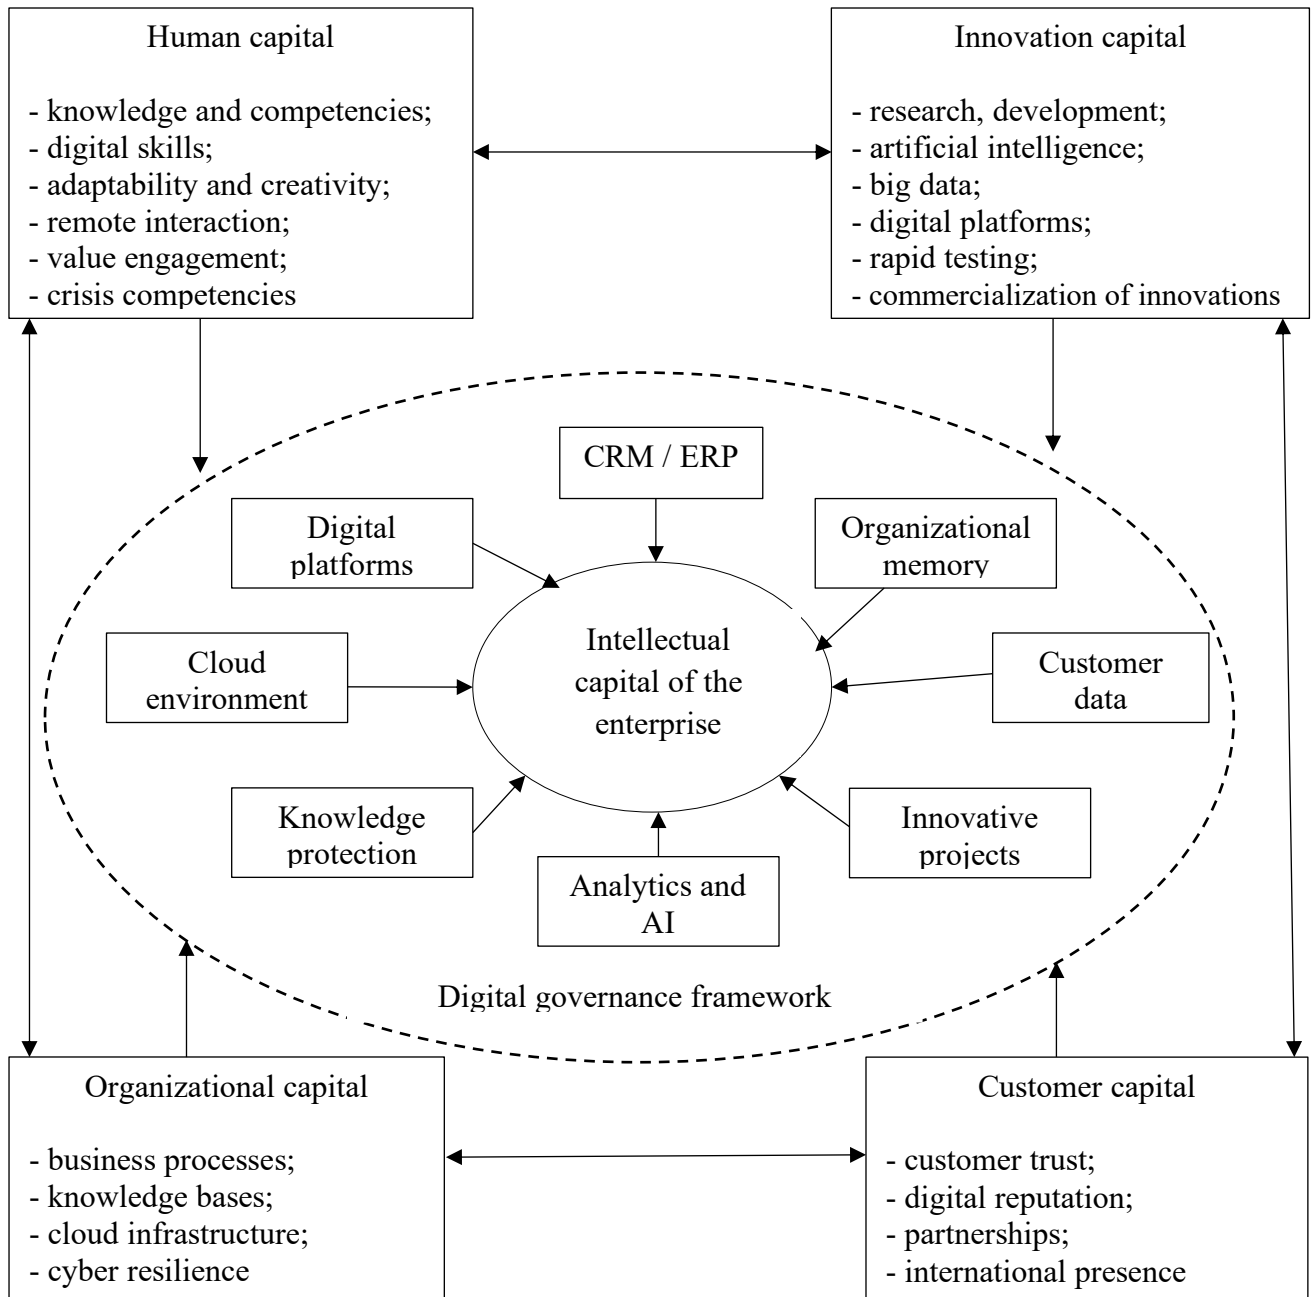 Human capital
- knowledge and competencies;
- digital skills;
- adaptability and creativity;
- remote interaction;
- value engagement;
- crisis competencies
Innovation capital
- research, development;
- artificial intelligence;
- big data;
- digital platforms;
- rapid testing;
- commercialization of innovations
CRM / ERP
Digital
platforms
Organizational
memory
Cloud
environment
Intellectual
capital of the
enterprise
Customer
data
Knowledge
protection
Analytics and
AI
Innovative
projects
Digital governance framework
Organizational capital
- business processes;
- knowledge bases;
- cloud infrastructure;
- cyber resilience
Customer capital
- customer trust;
- digital reputation;
- partnerships;
- international presence